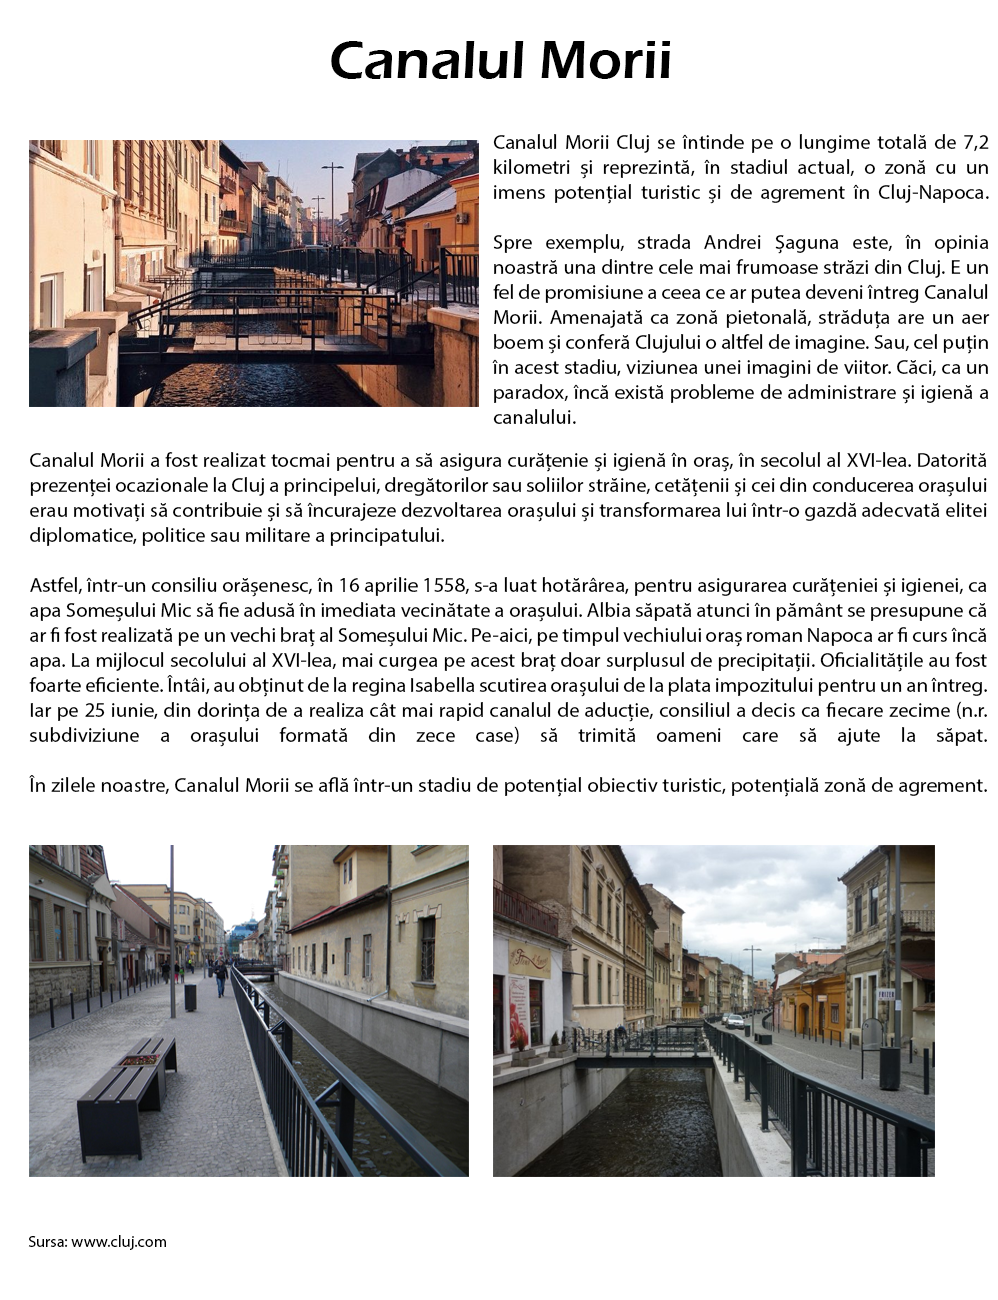 Canalul Morii
Canalul Morii Cluj se întinde pe o lungime totală de 7,2
kilometri și reprezintă, în stadiul actual, o zonă cu un
imens potențial turistic și de agrement în Cluj-Napoca.
Spre exemplu, strada Andrei Șaguna este, în opinia
noastră una dintre cele mai frumoase străzi din Cluj. E un
fel de promisiune a ceea ce ar putea deveni întreg Canalul
Morii. Amenajată ca zonă pietonală, străduța are un aer
boem și conferă Clujului o altfel de imagine. Sau, cel puțin
în acest stadiu, viziunea unei imagini de viitor. Căci, ca un
paradox, încă există probleme de administrare și igienă a
canalului.
Canalul Morii a fost realizat tocmai pentru a să asigura curățenie și igienă în oraș, în secolul al XVI-lea. Datorită
prezenței ocazionale la Cluj a principelui, dregătorilor sau soliilor străine, cetățenii și cei din conducerea orașului
erau motivați să contribuie și să încurajeze dezvoltarea orașului și transformarea lui într-o gazdă adecvată elitei
diplomatice, politice sau militare a principatului.
Astfel, într-un consiliu orășenesc, în 16 aprilie 1558, s-a luat hotărârea, pentru asigurarea curățeniei și igienei, ca
apa Someșului Mic să fie adusă în imediata vecinătate a orașului. Albia săpată atunci în pământ se presupune că
ar fi fost realizată pe un vechi braț al Someșului Mic. Pe-aici, pe timpul vechiului oraș roman Napoca ar fi curs încă
apa. La mijlocul secolului al XVI-lea, mai curgea pe acest braț doar surplusul de precipitații. Oficialitățile au fost
foarte eficiente. Întâi, au obținut de la regina Isabella scutirea orașului de la plata impozitului pentru un an întreg.
Iar pe 25 iunie, din dorința de a realiza cât mai rapid canalul de aducție, consiliul a decis ca fiecare zecime (n.r.
subdiviziune a orașului formată din zece case) să trimită oameni care să ajute la săpat.
În zilele noastre, Canalul Morii se află într-un stadiu de potențial obiectiv turistic, potențială zonă de agrement.
Sursa: www.cluj.com